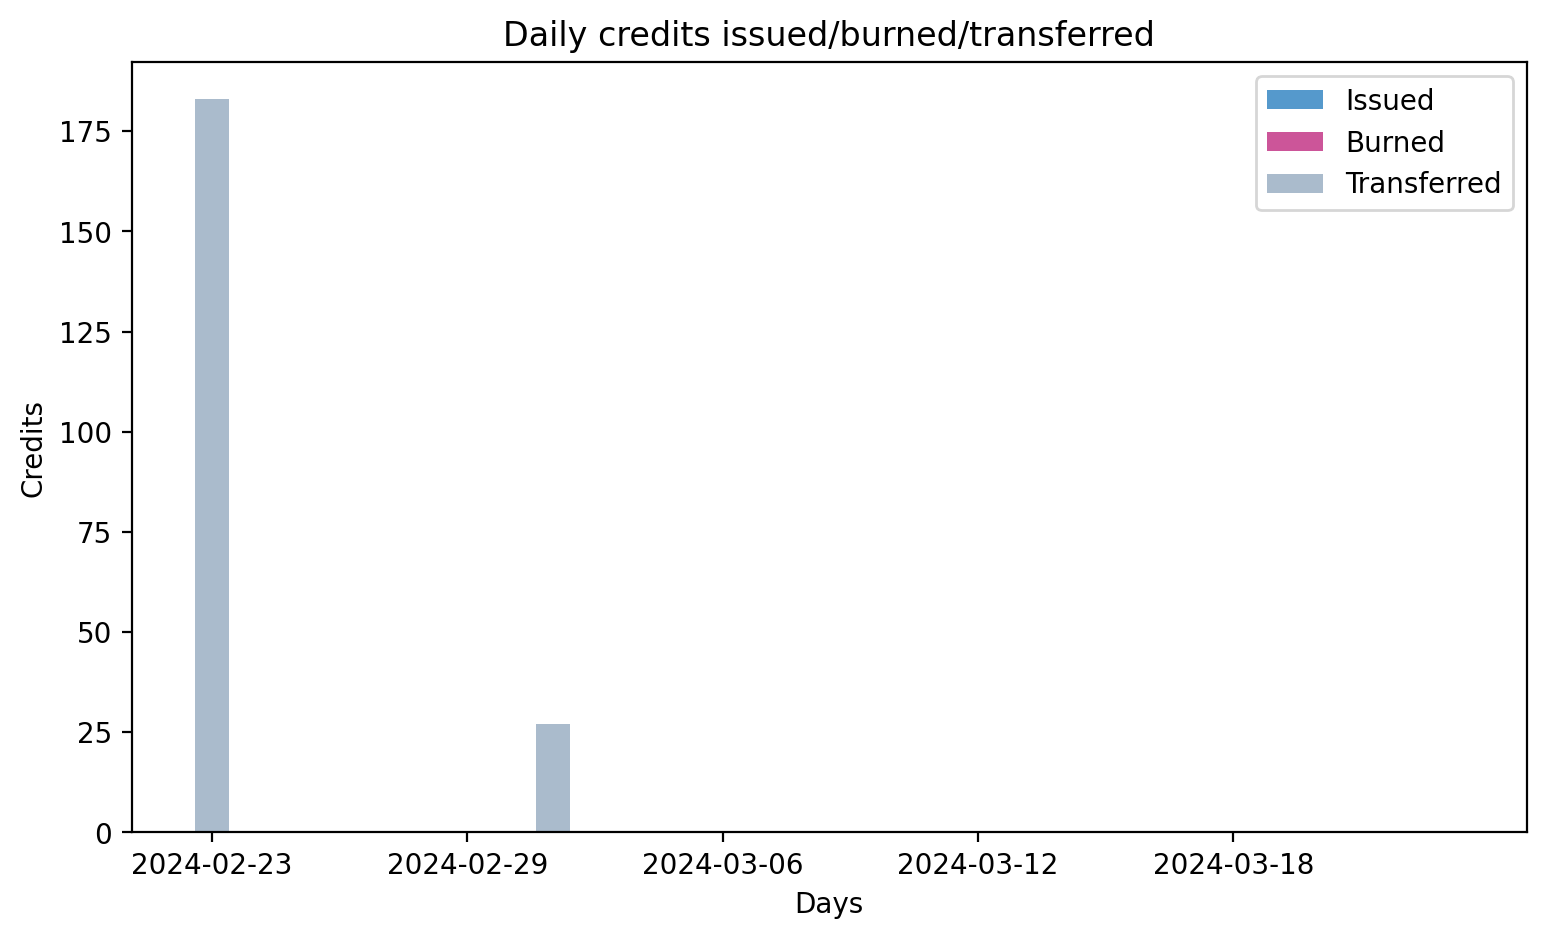 Daily credits issued/burned/transferred
Issued
Burned
Transferred
175
150
125
100
75
50
25
0
Credits
2024-02-23
2024-02-29
2024-03-06
2024-03-12
2024-03-18
Days